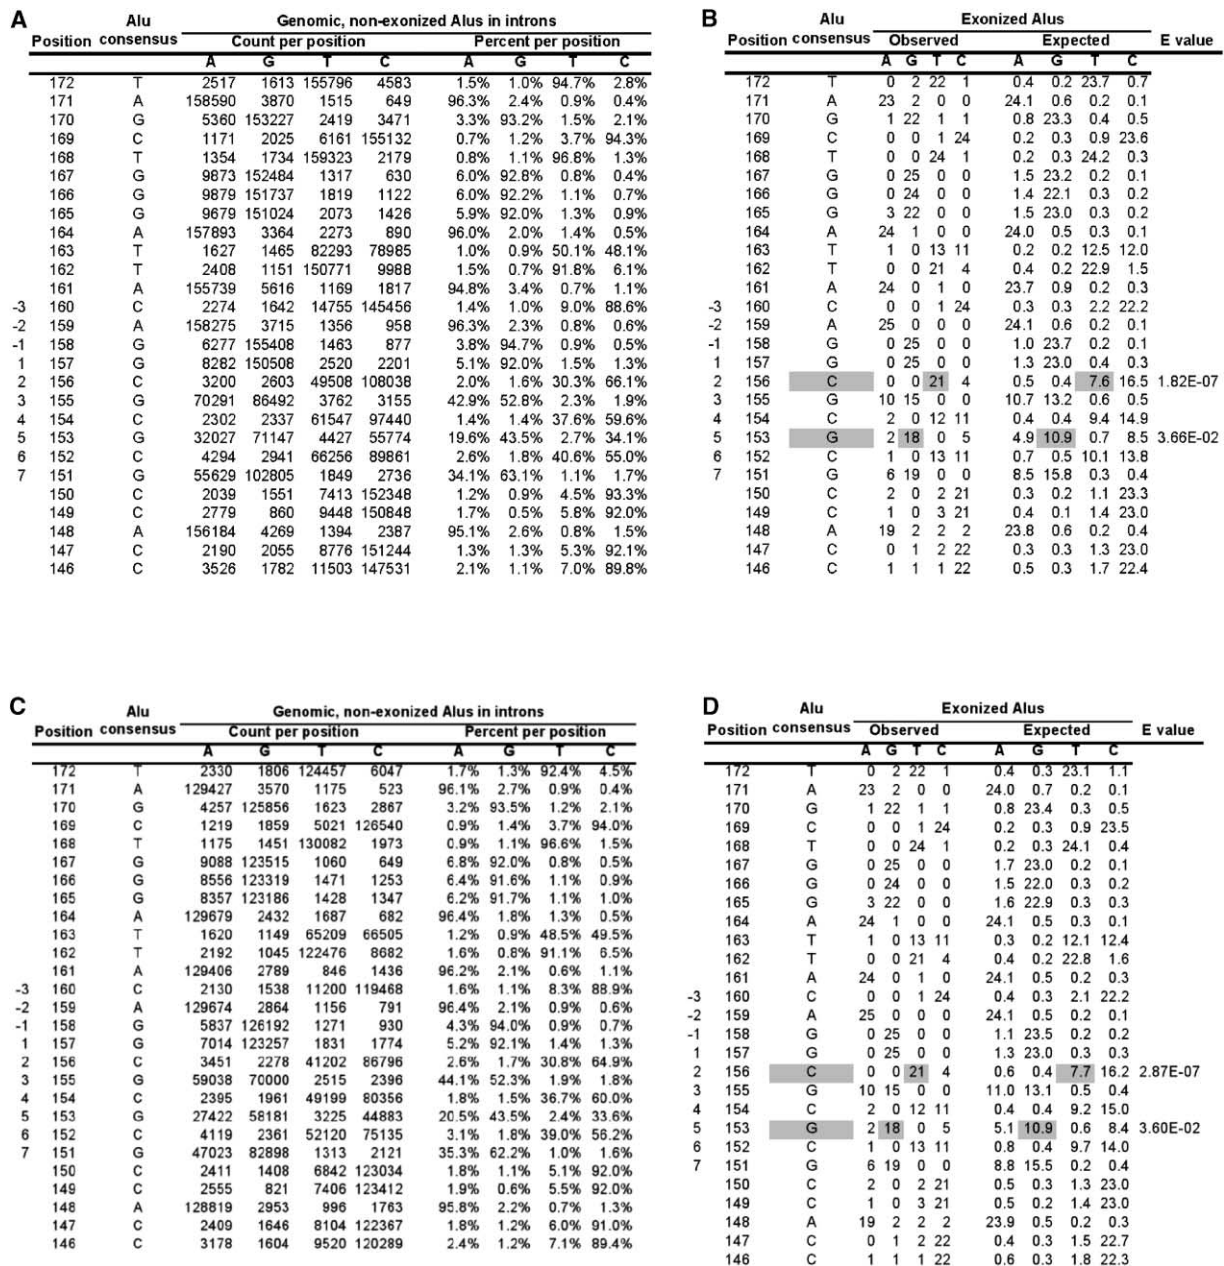 A
Alu Genomic, non-exonized Alus in introns
Position consensus Count per position Percent per position
A G T C A G T C
172 T 2517 1613 155796 4583 1.5% 1.0% 94.7% 2.8%
171 A 158590 3870 1515 649 96.3% 2.4% 0.9% 0.4%
170 G 5360 153227 2419 3471 3.3% 93.2% 1.5% 2.1%
169 C 1171 2025 6161 155132 0.7% 1.2% 3.7% 94.3%
168 T 1354 1734 159323 2179 0.8% 1.1% 96.8% 1.3%
167 G 9873 152484 1317 630 6.0% 92.8% 0.8% 0.4%
166 G 9879 151737 1819 1122 6.0% 92.2% 1.1% 0.7%
165 G 9679 151024 2073 1426 5.9% 92.0% 1.3% 0.9%
164 A 157893 3364 2273 890 96.0% 2.0% 1.4% 0.5%
163 T 1627 1465 82293 78985 1.0% 0.9% 50.1% 48.1%
162 T 2408 1151 150771 9988 1.5% 0.7% 91.8% 6.1%
161 A 155739 5616 1169 1817 94.8% 3.4% 0.7% 1.1%
-3 160 C 2274 1642 14755 145456 1.4% 1.0% 9.0% 88.6%
-2 159 A 158275 3715 1356 958 96.3% 2.3% 0.8% 0.6%
-1 158 G 6277 155408 1463 877 3.8% 94.7% 0.9% 0.5%
1 157 G 8282 150508 2520 2201 5.1% 92.0% 1.5% 1.3%
2 156 C 3200 2603 49508 108038 2.0% 1.6% 30.3% 66.1%
3 155 G 70291 86492 3762 3155 42.9% 52.8% 2.3% 1.9%
4 154 C 2302 2337 61547 97440 1.4% 1.4% 37.6% 59.6%
5 153 G 32027 71147 4427 55774 19.6% 43.5% 2.7% 34.1%
6 152 C 4294 2941 66256 89861 2.6% 1.8% 40.6% 55.0%
7 151 G 55629 102805 1849 2736 34.1% 63.1% 1.1% 1.7%
150 C 2039 1551 7413 152348 1.2% 0.9% 4.5% 93.3%
149 C 2779 860 9448 150848 1.7% 0.5% 5.8% 92.0%
148 A 156184 4269 1394 2387 95.1% 2.6% 0.8% 1.5%
147 C 2190 2055 8776 151244 1.3% 1.3% 5.3% 92.1%
146 C 3526 1782 11503 147531 2.1% 1.1% 7.0% 89.8%
B
Alu Exonized Alus
Position consensus Observed Expected E value
A G T C A G T C
172 T 0 2 22 1 0.4 0.2 23.7 0.7
171 A 23 2 0 0 24.1 0.6 0.2 0.1
170 G 1 22 1 1 0.8 23.3 0.4 0.5
169 C 0 0 1 24 0.2 0.3 0.9 23.6
168 T 0 0 24 1 0.2 0.3 24.2 0.3
167 G 0 25 0 0 1.5 23.2 0.2 0.1
166 G 0 24 0 0 1.4 22.1 0.3 0.2
165 G 3 22 0 0 1.5 23.0 0.3 0.2
164 A 24 1 0 0 24.0 0.5 0.3 0.1
163 T 1 0 13 11 0.2 0.2 12.5 12.0
162 T 0 0 21 4 0.4 0.2 22.9 1.5
161 A 24 0 1 0 23.7 0.9 0.2 0.3
-3 160 C 0 0 1 24 0.3 0.3 2.2 22.2
-2 159 A 25 0 0 0 24.1 0.6 0.2 0.1
-1 158 G 0 25 0 0 1.0 23.7 0.2 0.1
1 157 G 0 25 0 0 1.3 23.0 0.4 0.3
2 156 C 0 0 21 4 0.5 0.4 7.6 16.5 1.82E-07
3 155 G 10 15 0 0 10.7 13.2 0.6 0.5
4 154 C 2 0 12 11 0.4 0.4 9.4 14.9
5 153 G 2 18 0 5 4.9 10.9 0.7 8.5 3.66E-02
6 152 C 1 0 13 11 0.7 0.5 10.1 13.8
7 151 G 6 19 0 0 8.5 15.8 0.3 0.4
150 C 2 0 2 21 0.3 0.2 1.1 23.3
149 C 1 0 3 21 0.4 0.1 1.4 23.0
148 A 19 2 2 2 23.8 0.6 0.2 0.4
147 C 0 1 2 22 0.3 0.3 1.3 23.0
146 C 1 1 1 22 0.5 0.3 1.7 22.4
C
Alu Genomic, non-exonized Alus in introns
Position consensus Count per position Percent per position
A G T C A G T C
172 T 2330 1806 124457 6047 1.7% 1.3% 92.4% 4.5%
171 A 129427 3570 1175 523 96.1% 2.7% 0.9% 0.4%
170 G 4257 125856 1623 2867 3.2% 93.5% 1.2% 2.1%
169 C 1219 1859 5021 126540 0.9% 1.4% 3.7% 94.0%
168 T 1175 1451 130082 1973 0.9% 1.1% 96.6% 1.5%
167 G 9088 123515 1060 649 6.8% 92.0% 0.8% 0.5%
166 G 8556 123319 1471 1253 6.4% 91.6% 1.1% 0.9%
165 G 8357 123186 1428 1347 6.2% 91.7% 1.1% 1.0%
164 A 129679 2432 1687 682 96.4% 1.8% 1.3% 0.5%
163 T 1620 1149 65209 66505 1.2% 0.9% 48.5% 49.5%
162 T 2192 1045 122476 8682 1.6% 0.8% 91.1% 6.5%
161 A 129406 2789 846 1436 96.2% 2.1% 0.6% 1.1%
-3 160 C 2130 1538 11200 119468 1.6% 1.1% 8.3% 88.9%
-2 159 A 129674 2864 1156 791 96.4% 2.1% 0.9% 0.6%
-1 158 G 5837 126192 1271 930 4.3% 94.0% 0.9% 0.7%
1 157 G 7014 123257 1831 1774 5.2% 92.1% 1.4% 1.3%
2 156 C 3451 2278 41202 86796 2.6% 1.7% 30.8% 64.9%
3 155 G 59038 70000 2515 2396 44.1% 52.3% 1.9% 1.8%
4 154 C 2395 1961 49199 80356 1.8% 1.5% 36.7% 60.0%
5 153 G 27422 58181 3225 44883 20.5% 43.5% 2.4% 33.6%
6 152 C 4119 2361 52120 75135 3.1% 1.8% 39.0% 56.2%
7 151 G 47023 82898 1313 2121 35.3% 62.2% 1.0% 1.6%
150 C 2411 1408 6842 123034 1.8% 1.1% 5.1% 92.0%
149 C 2555 821 7406 123412 1.9% 0.6% 5.5% 92.0%
148 A 128819 2953 996 1763 95.8% 2.2% 0.7% 1.3%
147 C 2409 1646 8104 122367 1.8% 1.2% 6.0% 91.0%
146 C 3178 1604 9520 120289 2.4% 1.2% 7.1% 89.4%
D
Alu Exonized Alus
Position consensus Observed Expected E value
A G T C A G T C
172 T 0 2 22 1 0.4 0.3 23.1 1.1
171 A 23 2 0 0 24.0 0.7 0.2 0.1
170 G 1 22 1 1 0.8 23.4 0.3 0.5
169 C 0 0 1 24 0.2 0.3 0.9 23.5
168 T 0 0 24 1 0.2 0.3 24.1 0.4
167 G 0 25 0 0 1.7 23.0 0.2 0.1
166 G 0 24 0 0 1.5 22.0 0.3 0.2
165 G 3 22 0 0 1.6 22.9 0.3 0.3
164 A 24 1 0 0 24.1 0.5 0.3 0.1
163 T 1 0 13 11 0.3 0.2 12.1 12.4
162 T 0 0 21 4 0.4 0.2 22.8 1.6
161 A 24 0 1 0 24.1 0.5 0.2 0.3
-3 160 C 0 0 1 24 0.4 0.3 2.1 22.2
-2 159 A 25 0 0 0 24.1 0.5 0.2 0.1
-1 158 G 0 25 0 0 1.1 23.5 0.2 0.2
1 157 G 0 25 0 0 1.3 23.0 0.3 0.3
2 156 C 0 0 21 4 0.6 0.4 7.7 16.2 2.87E-07
3 155 G 10 15 0 0 11.0 13.1 0.5 0.4
4 154 C 2 0 12 11 0.4 0.4 9.2 15.0
5 153 G 2 18 0 5 5.1 10.9 0.6 8.4 3.60E-02
6 152 C 1 0 13 11 0.8 0.4 9.7 14.0
7 151 G 6 19 0 0 8.8 15.5 0.2 0.4
150 C 2 0 2 21 0.5 0.3 1.3 23.0
149 C 1 0 3 21 0.5 0.2 1.4 23.0
148 A 19 2 2 2 23.9 0.5 0.2 0.3
147 C 0 1 2 22 0.4 0.3 1.5 22.7
146 C 1 1 1 22 0.6 0.3 1.8 22.3